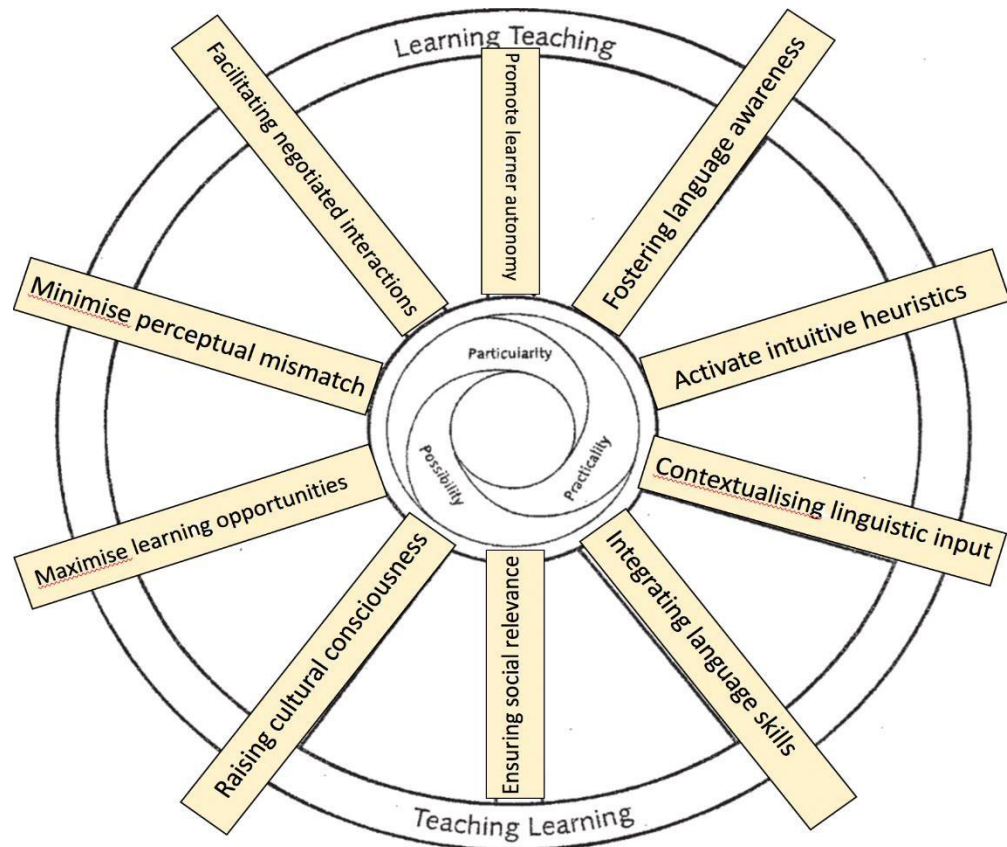 Learning Teaching
Facilitating negotiated interactions
Promote learner autonomy
Fostering language awareness
Minimise perceptual mismatch
Activate intuitive heuristics
Particularity
Possibility
Practicality
Maximise learning opportunities
Contextualising linguistic input
Raising cultural consciousness
Ensuring social relevance
Integrating language skills
Teaching Learning